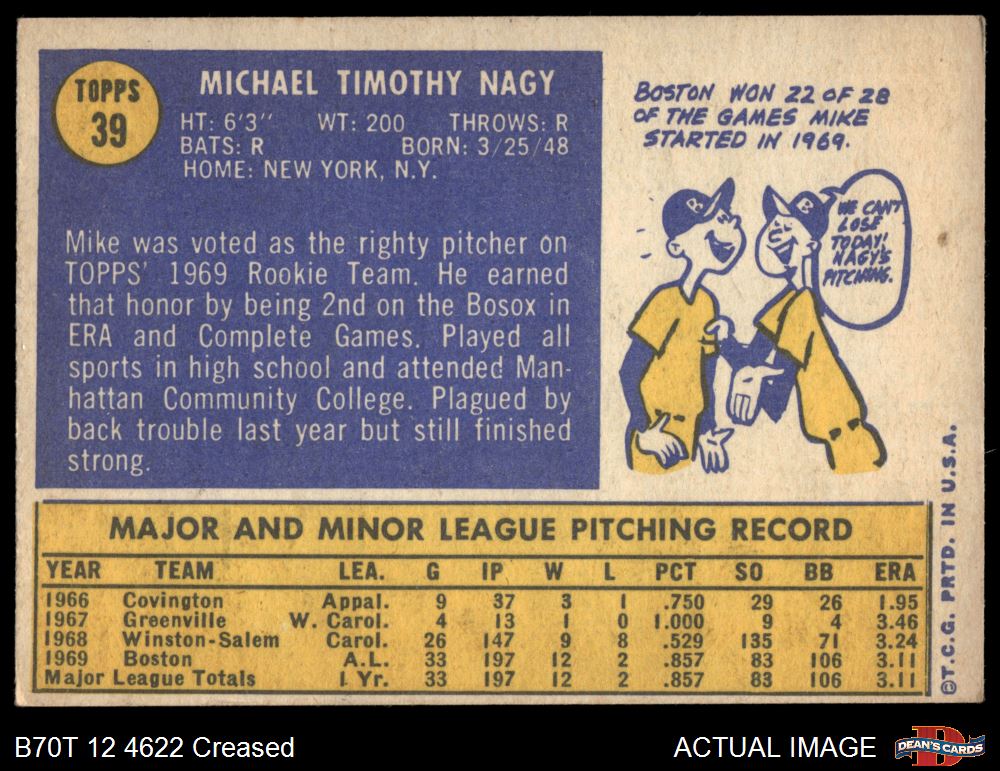 TOPPS
39
MICHAEL TIMOTHY NAGY
HT: 6'3'' WT: 200 THROWS: R
BATS: R BORN: 3/25/48
HOME: NEW YORK, N.Y.
Mike was voted as the righty pitcher on
TOPPS' 1969 Rookie Team. He earned
that honor by being 2nd on the Bosox in
ERA and Complete Games. Played all
sports in high school and attended Man-
hattan Community College. Plagued by
back trouble last year but still finished
strong.
BOSTON WON 22 OF 28
OF THE GAMES MIKE
STARTED IN 1969.
B
B
WE CAN'T
LOSE
TODAY!
NAGY'S
PITCHING.
MAJOR AND MINOR LEAGUE PITCHING RECORD
YEAR TEAM LEA. G IP W L PCT SO BB ERA
1966 Covington Appal. 9 37 3 1 .750 29 26 1.95
1967 Greenville W. Carol. 4 13 1 0 1.000 9 4 3.46
1968 Winston-Salem Carol. 26 147 9 8 .529 135 71 3.24
1969 Boston A.L. 33 197 12 2 .857 83 106 3.11
Major League Totals 1 Yr. 33 197 12 2 .857 83 106 3.11
©T.C.G. PRTD. IN U.S.A.
B70T 12 4622 Creased
ACTUAL IMAGE
DEAN'S CARDS